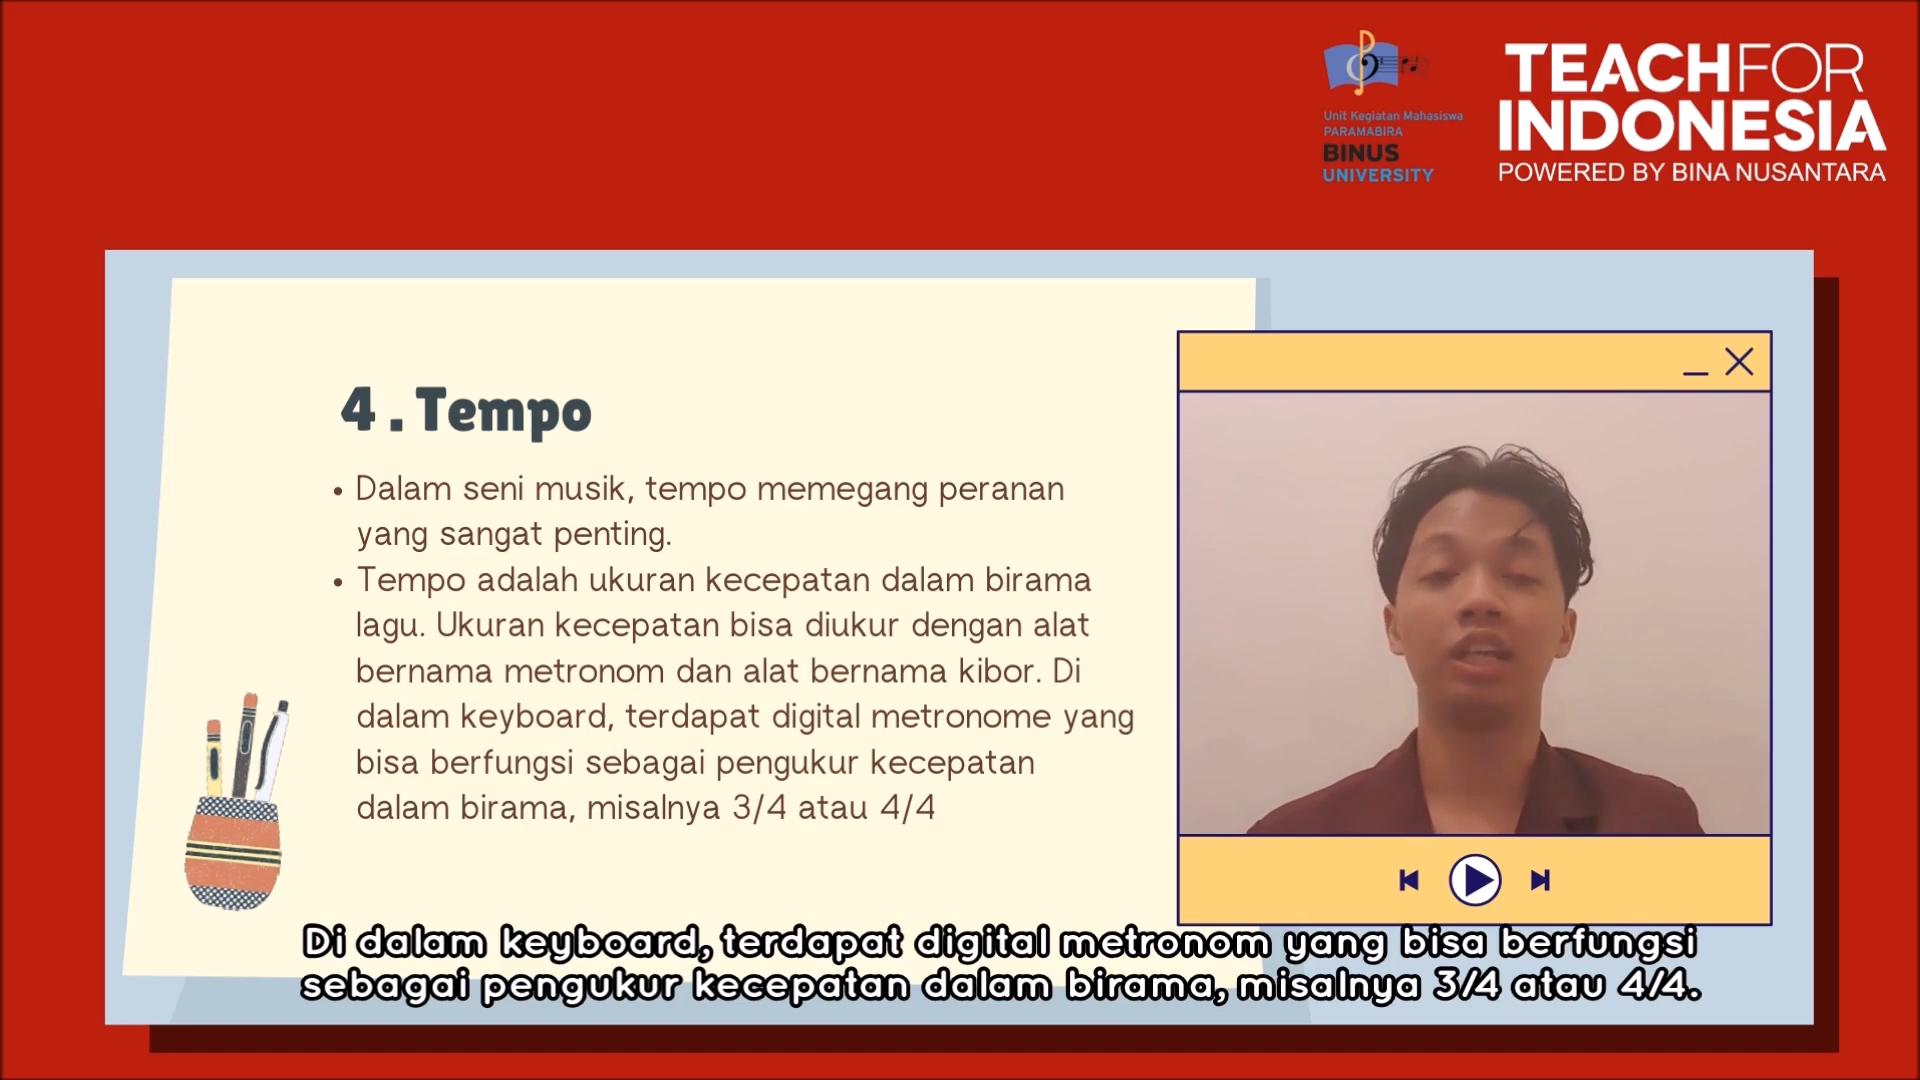 Unit Kegiatan Mahasiswa
PARAMABIRA
BINUS
UNIVERSITY
TEACHFOR
INDONESIA
POWERED BY BINA NUSANTARA
4 . Tempo
• Dalam seni musik, tempo memegang peranan
yang sangat penting.
• Tempo adalah ukuran kecepatan dalam birama
lagu. Ukuran kecepatan bisa diukur dengan alat
bernama metronom dan alat bernama kibor. Di
dalam keyboard, terdapat digital metronome yang
bisa berfungsi sebagai pengukur kecepatan
dalam birama, misalnya 3/4 atau 4/4
Di dalam keyboard, terdapat digital metronom yang bisa berfungsi
sebagai pengukur kecepatan dalam birama, misalnya 3/4 atau 4/4.